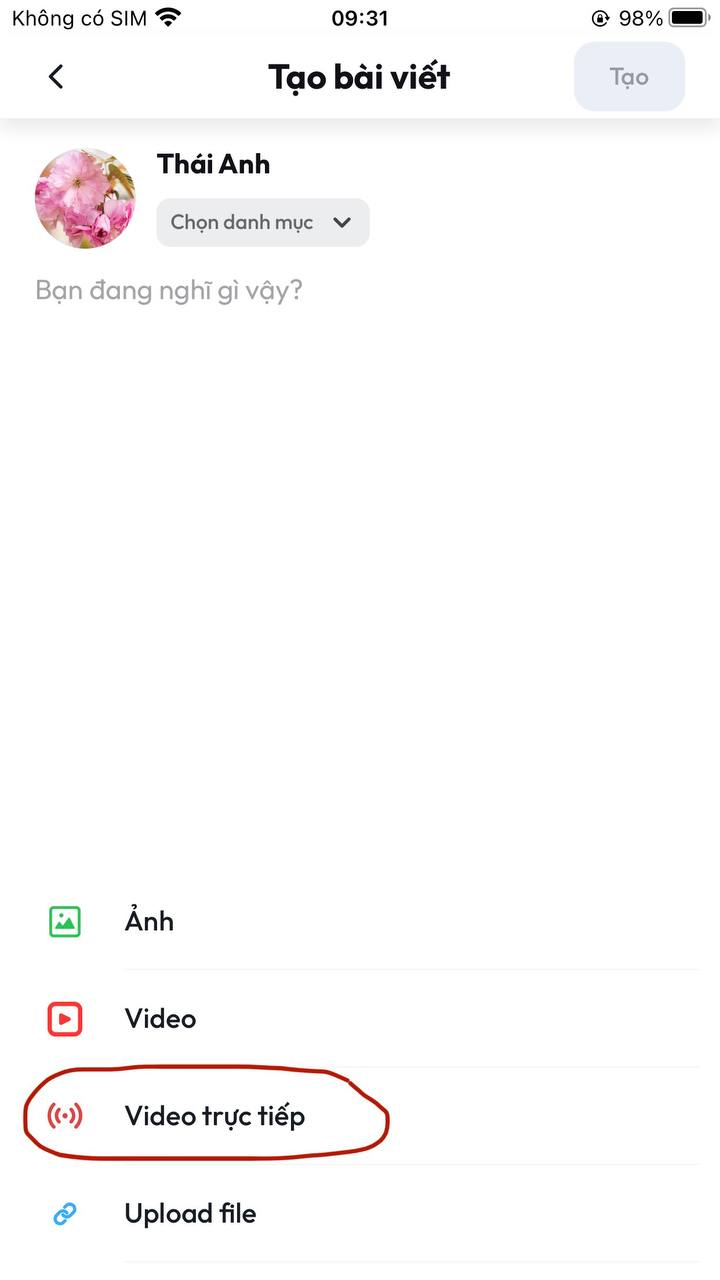 Không có SIM 09:31 98%
Tạo bài viết Tạo
Thái Anh
Chọn danh mục
Bạn đang nghĩ gì vậy?
Ảnh
Video
Video trực tiếp
Upload file